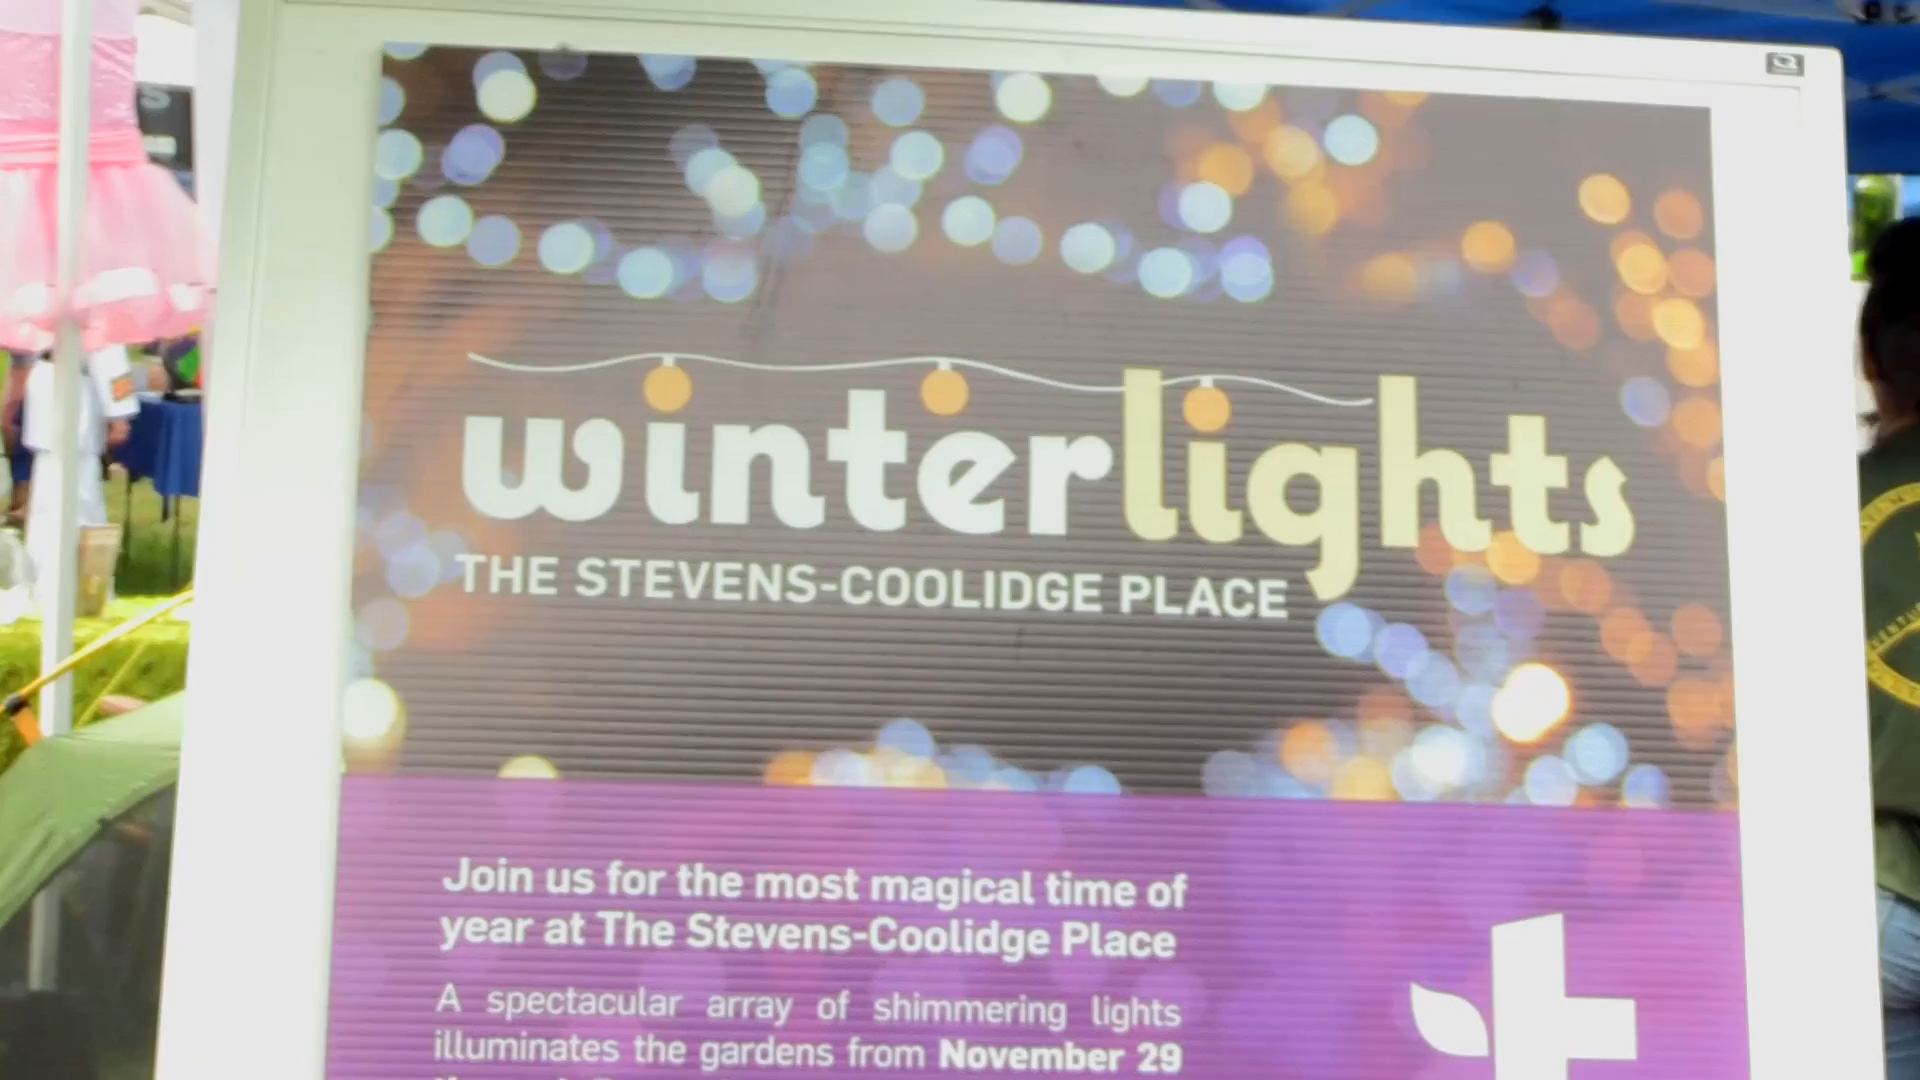 winterlights
THE STEVENS-COOLIDGE PLACE
Join us for the most magical time of
year at The Stevens-Coolidge Place
A spectacular array of shimmering lights
illuminates the gardens from November 29